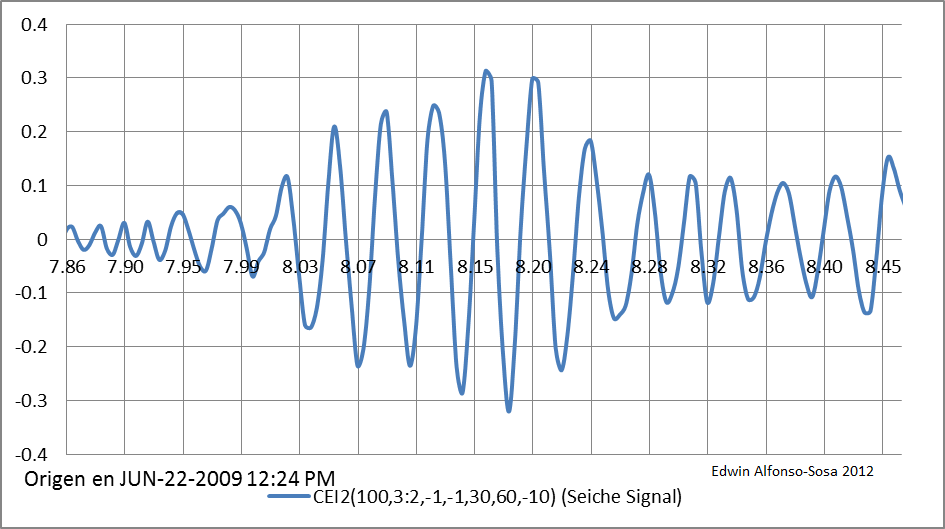 0.4
0.3
0.2
0.1
0
7.86 7.90 7.95 7.99 8.03 8.07 8.11 8.15 8.20 8.24 8.28 8.32 8.36 8.40 8.45
-0.1
-0.2
-0.3
-0.4
Origen en JUN-22-2009 12:24 PM
Edwin Alfonso-Sosa 2012
CEI2(100,3:2,-1,-1,30,60,-10) (Seiche Signal)